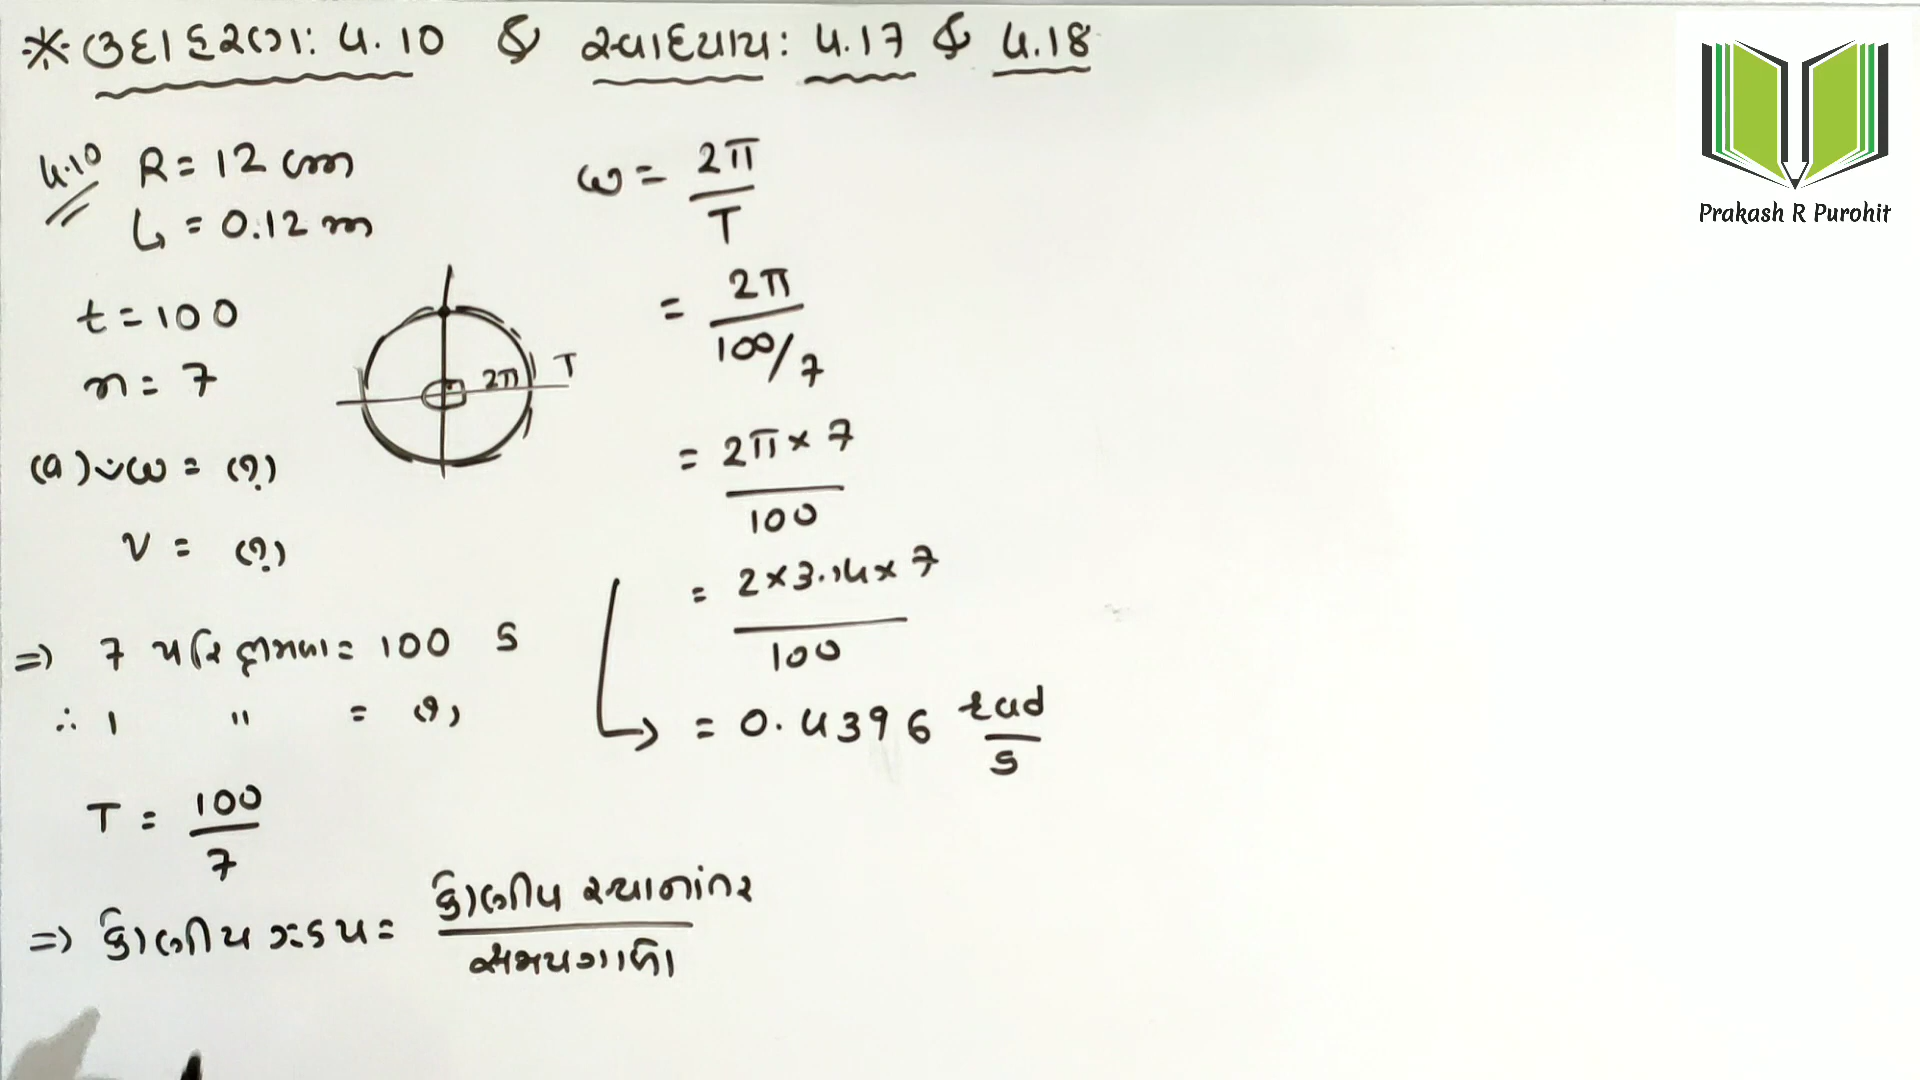 * ઉદાહરણ: 4.10 & સ્વાધ્યાય: 4.17 & 4.18
Prakash R Purohit
4.10 R = 12 cm
↳ = 0.12 m
t = 100
n = 7
2π T
(a) ω = (?)
v = (?)
⇒ 7 પરિભ્રમણ = 100 s
∴ 1 " = (?)
T = 100/7
⇒ કોણીય ઝડપ = કોણીય સ્થાનાંતર / સમયગાળો
ω = 2π/T
= 2π/100/7
= 2π × 7/100
= 2 × 3.14 × 7/100
→ = 0.4396 rad/s